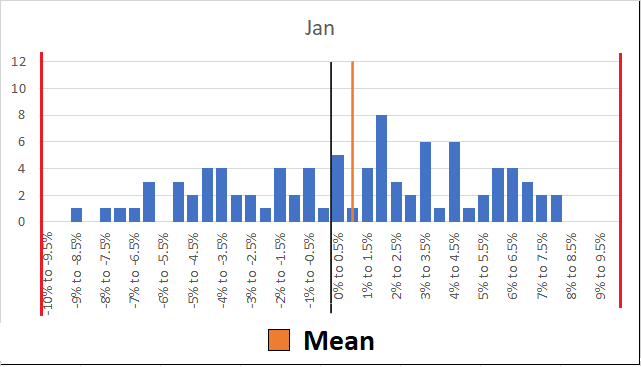 Jan
12
10
8
6
4
2
0
-10% to -9.5%
-9% to -8.5%
-8% to -7.5%
-7% to -6.5%
-6% to -5.5%
-5% to -4.5%
-4% to -3.5%
-3% to -2.5%
-2% to -1.5%
-1% to -0.5%
0% to 0.5%
1% to 1.5%
2% to 2.5%
3% to 3.5%
4% to 4.5%
5% to 5.5%
6% to 6.5%
7% to 7.5%
8% to 8.5%
9% to 9.5%
Mean